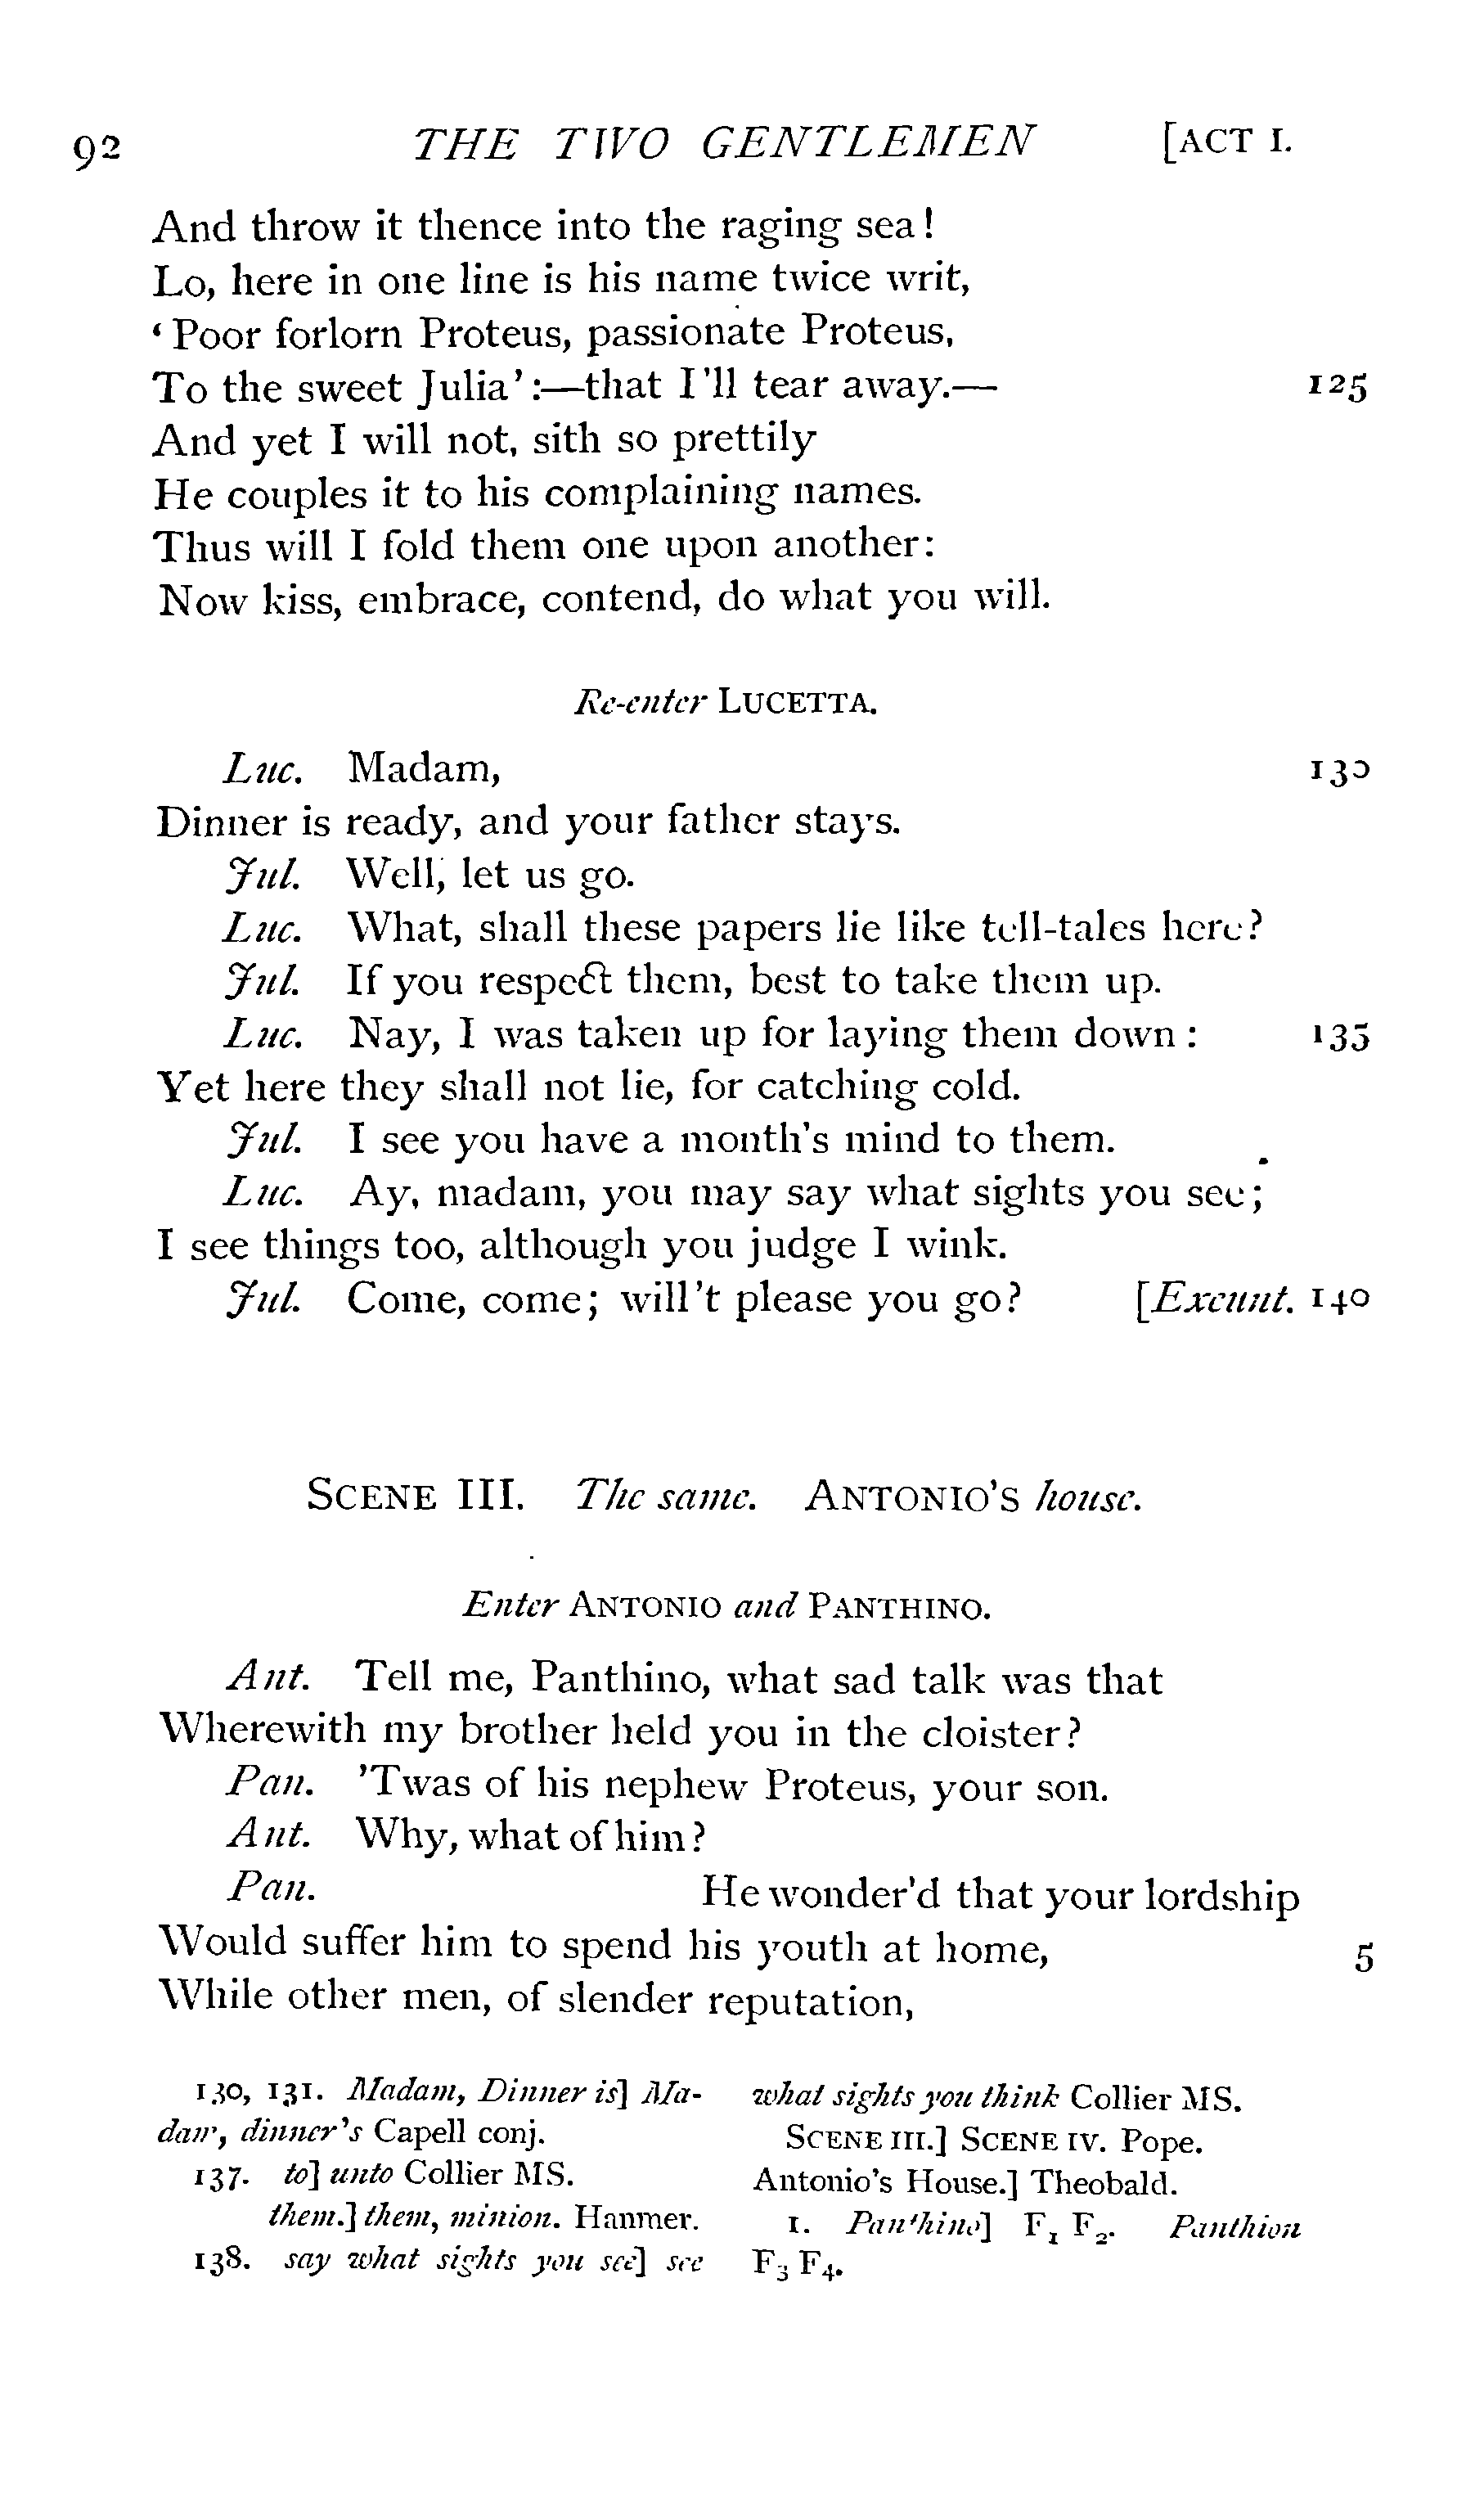 92 THE TWO GENTLEMEN [ACT I.
And throw it thence into the raging sea!
Lo, here in one line is his name twice writ,
‘Poor forlorn Proteus, passionate Proteus,
To the sweet Julia’:—that I’ll tear away.— 125
And yet I will not, sith so prettily
He couples it to his complaining names.
Thus will I fold them one upon another:
Now kiss, embrace, contend, do what you will.
Re-enter LUCETTA.
Luc. Madam, 130
Dinner is ready, and your father stays.
Jul. Well, let us go.
Luc. What, shall these papers lie like tell-tales here?
Jul. If you respect them, best to take them up.
Luc. Nay, I was taken up for laying them down: 135
Yet here they shall not lie, for catching cold.
Jul. I see you have a month’s mind to them.
Luc. Ay, madam, you may say what sights you see;
I see things too, although you judge I wink.
Jul. Come, come; will’t please you go? [Exeunt. 140
SCENE III. The same. ANTONIO’S house.
Enter ANTONIO and PANTHINO.
Ant. Tell me, Panthino, what sad talk was that
Wherewith my brother held you in the cloister?
Pan. ’Twas of his nephew Proteus, your son.
Ant. Why, what of him?
Pan. He wonder’d that your lordship
Would suffer him to spend his youth at home, 5
While other men, of slender reputation,
130, 131. Madam, Dinner is] Ma-
dam, dinner’s Capell conj.
137. to] unto Collier MS.
them.] them, minion. Hanmer.
138. say what sights you see] see
what sights you think Collier MS.
SCENE III.] SCENE IV. Pope.
Antonio’s House.] Theobald.
1. Panthino] F1 F2. Panthion
F3 F4.